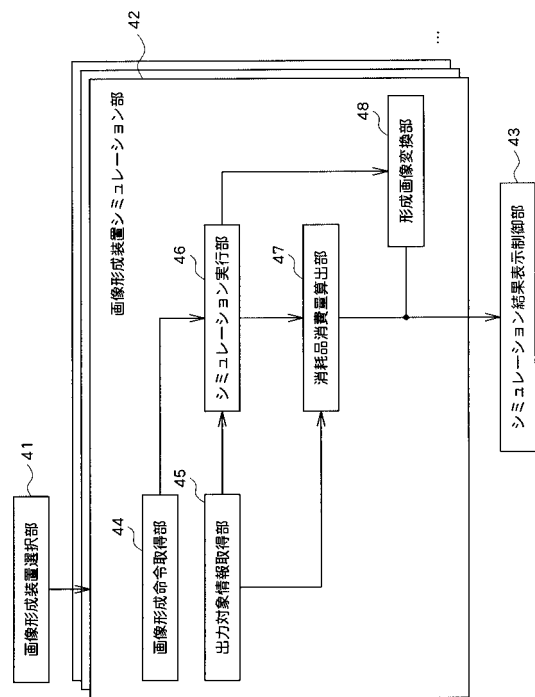 画像形成装置選択部
41
画像形成装置シミュレーション部
42
画像形成命令取得部
44
出力対象情報取得部
45
シミュレーション実行部
46
消耗品消費量算出部
47
形成画像変換部
48
シミュレーション結果表示制御部
43
…